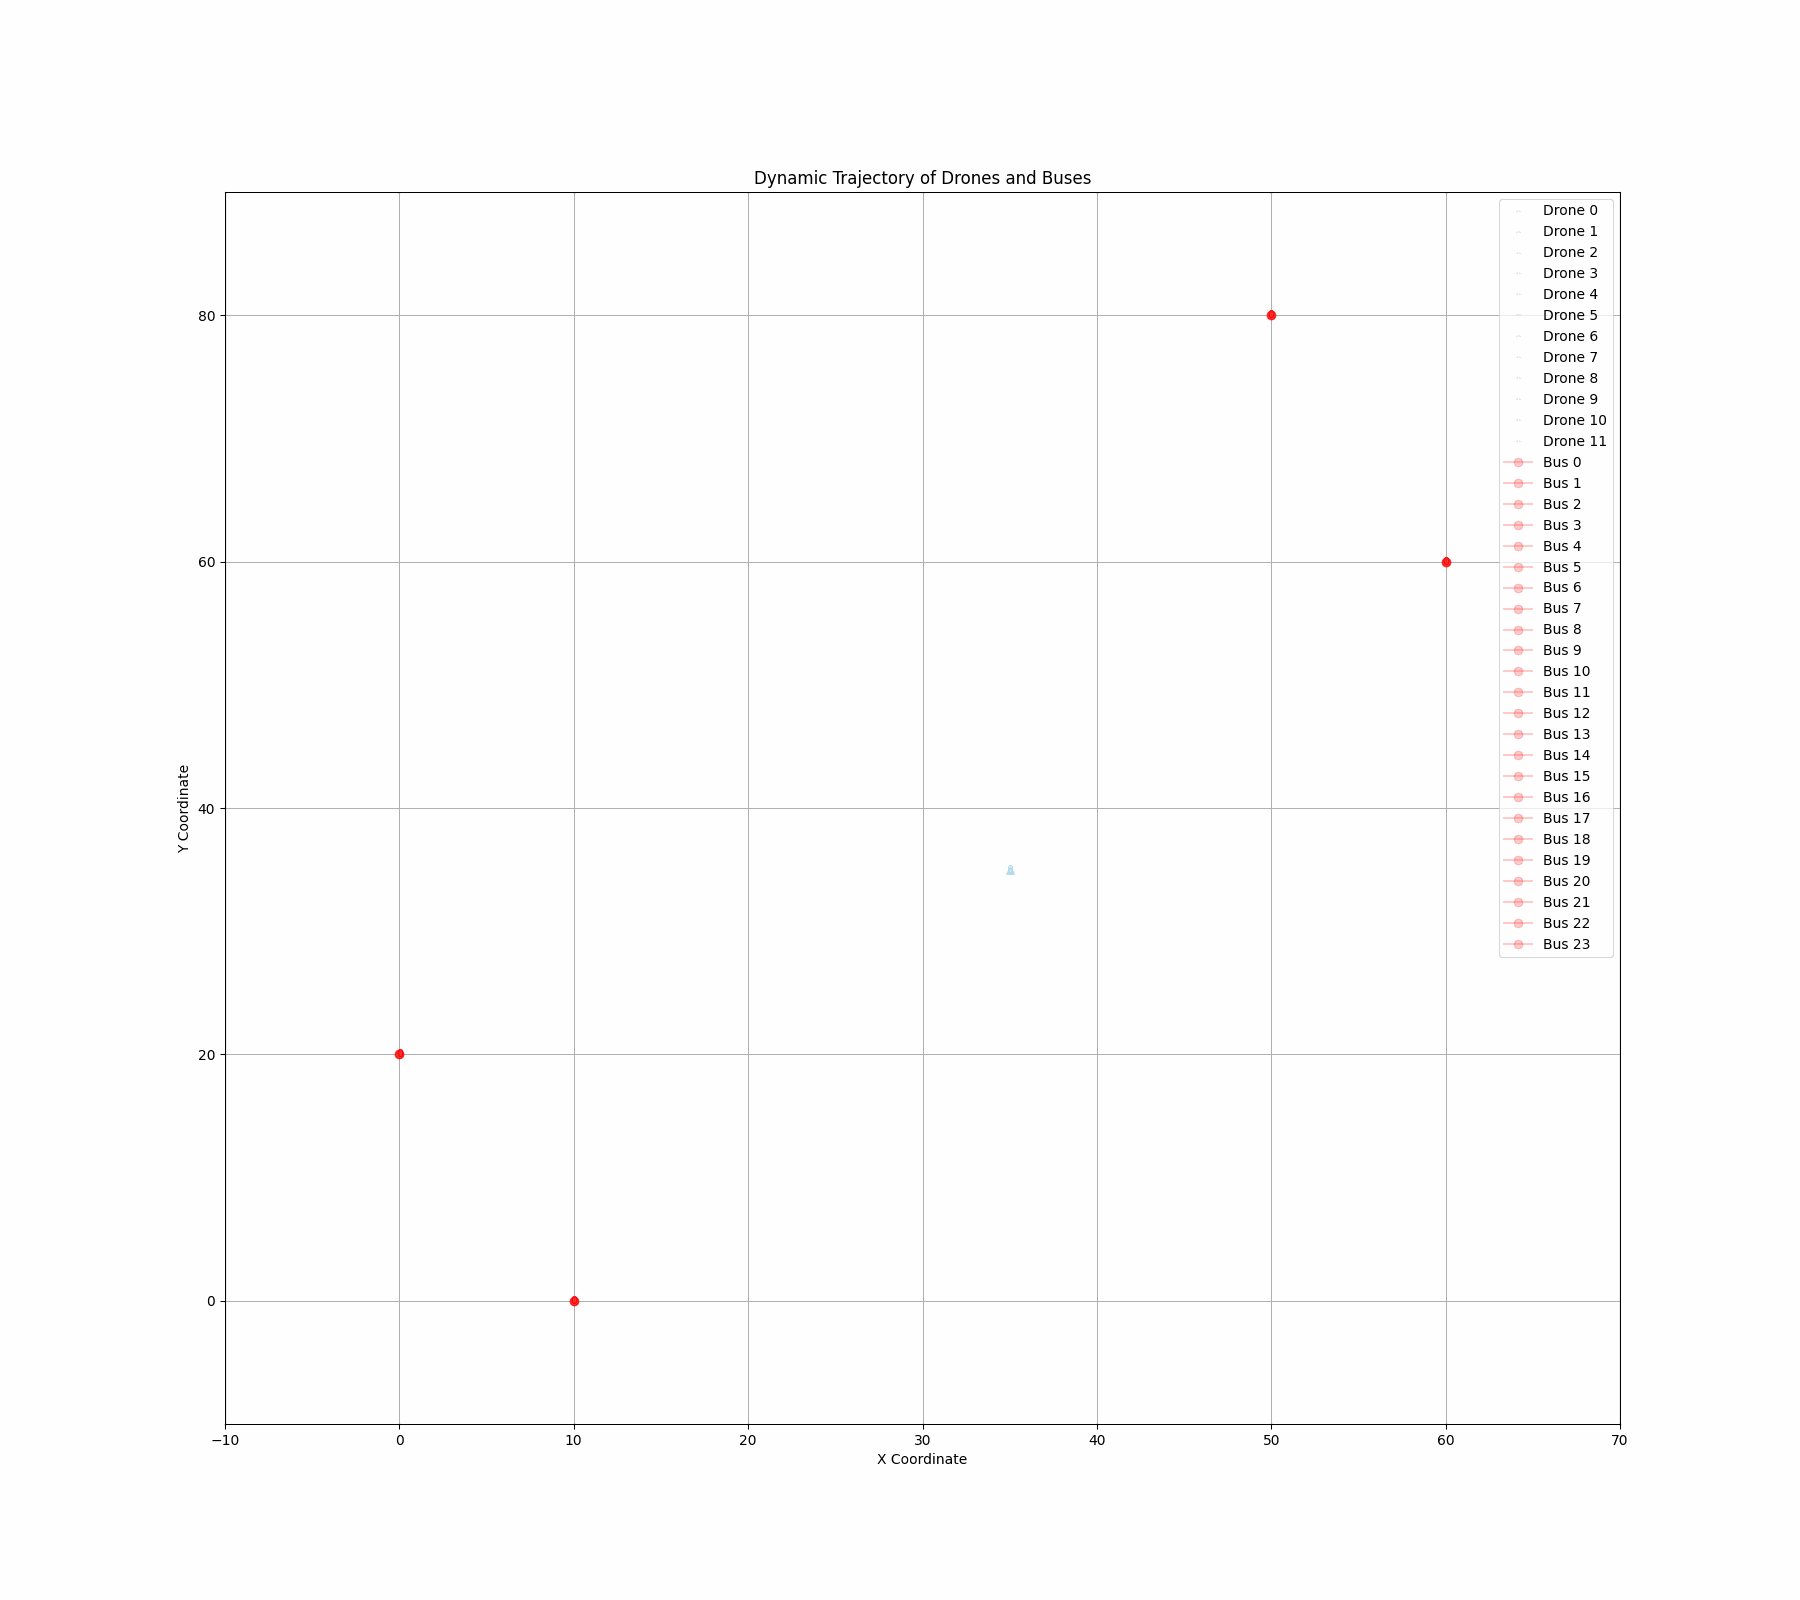 Dynamic Trajectory of Drones and Buses
Drone 0
Drone 1
Drone 2
Drone 3
Drone 4
Drone 5
Drone 6
Drone 7
Drone 8
Drone 9
Drone 10
Drone 11
Bus 0
Bus 1
Bus 2
Bus 3
Bus 4
Bus 5
Bus 6
Bus 7
Bus 8
Bus 9
Bus 10
Bus 11
Bus 12
Bus 13
Bus 14
Bus 15
Bus 16
Bus 17
Bus 18
Bus 19
Bus 20
Bus 21
Bus 22
Bus 23
Y Coordinate
80
60
40
20
0
−10 0 10 20 30 40 50 60 70
X Coordinate